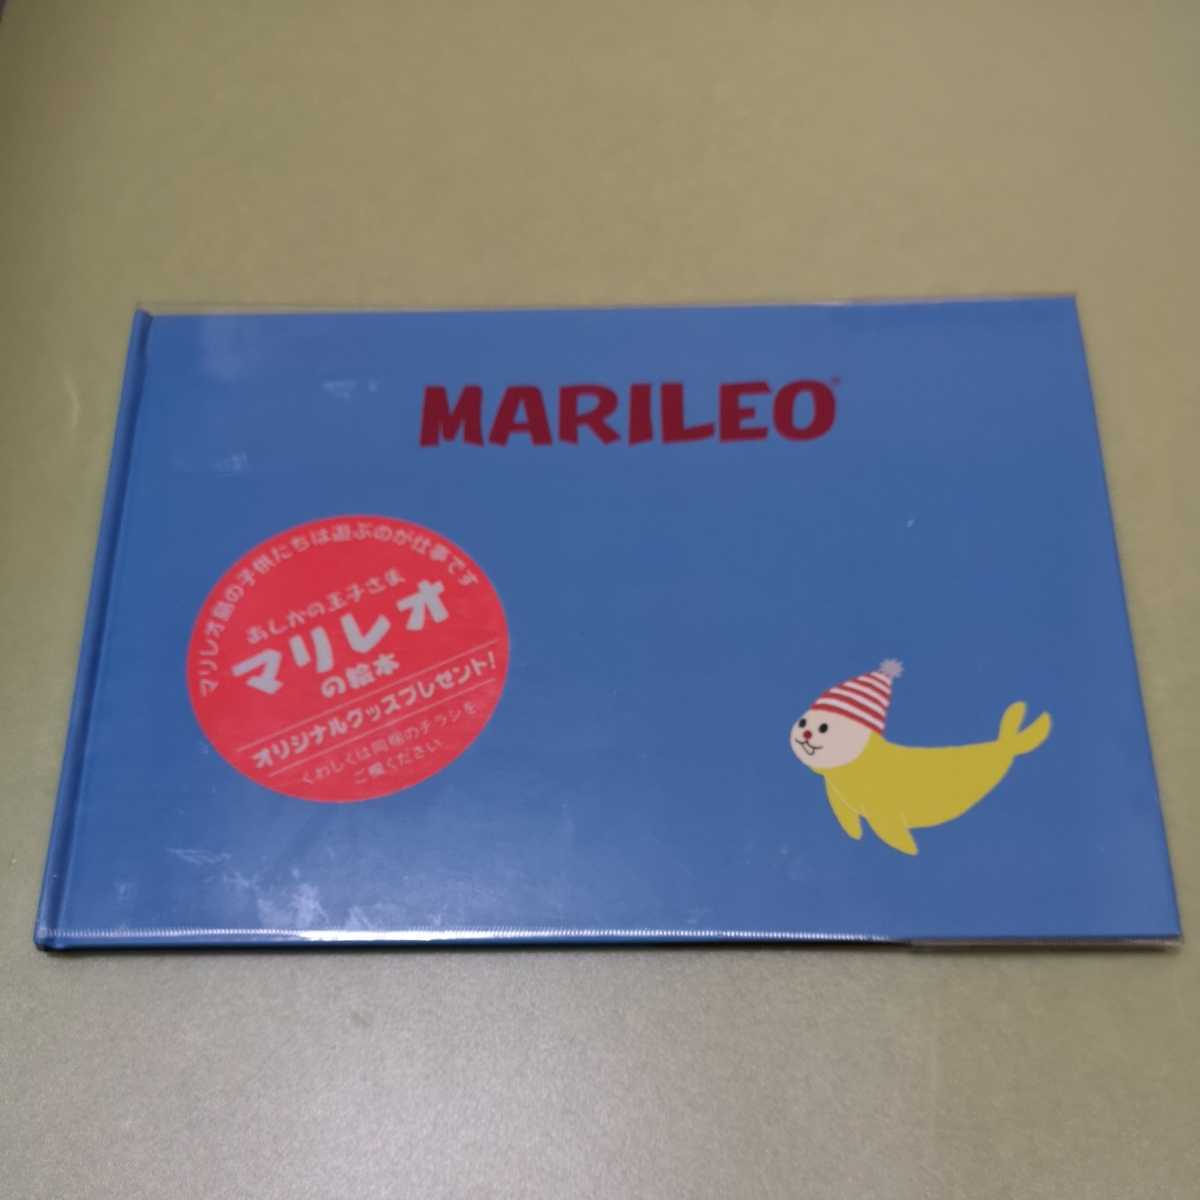 MARILEO®
マリレオ島の子供たちは遊ぶのが仕事です
あしかの王子さま
マリレオ
の絵本
オリジナルグッズプレゼント!
くわしくは同梱のチラシを
ご覧ください